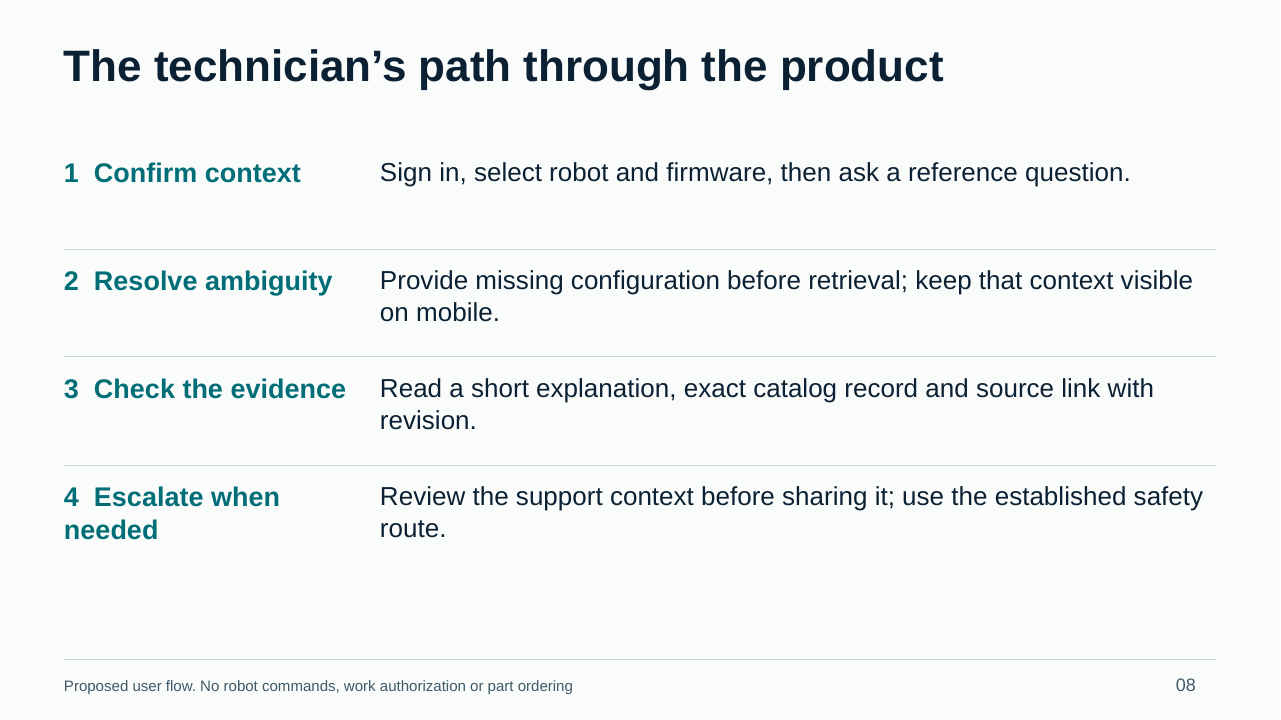 The technician’s path through the product
1 Confirm context
Sign in, select robot and firmware, then ask a reference question.
2 Resolve ambiguity
Provide missing configuration before retrieval; keep that context visible
on mobile.
3 Check the evidence
Read a short explanation, exact catalog record and source link with
revision.
4 Escalate when
needed
Review the support context before sharing it; use the established safety
route.
Proposed user flow. No robot commands, work authorization or part ordering
08